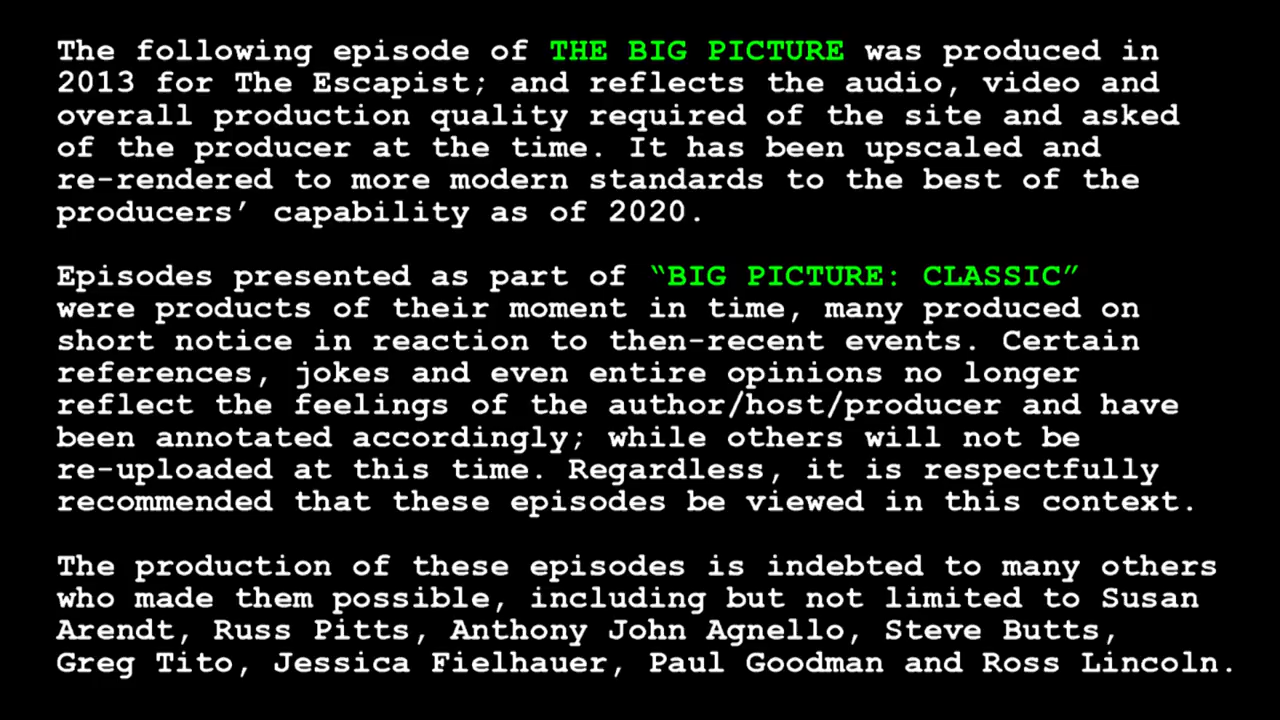 The following episode of THE BIG PICTURE was produced in
2013 for The Escapist; and reflects the audio, video and
overall production quality required of the site and asked
of the producer at the time. It has been upscaled and
re-rendered to more modern standards to the best of the
producers’ capability as of 2020.
Episodes presented as part of “BIG PICTURE: CLASSIC”
were products of their moment in time, many produced on
short notice in reaction to then-recent events. Certain
references, jokes and even entire opinions no longer
reflect the feelings of the author/host/producer and have
been annotated accordingly; while others will not be
re-uploaded at this time. Regardless, it is respectfully
recommended that these episodes be viewed in this context.
The production of these episodes is indebted to many others
who made them possible, including but not limited to Susan
Arendt, Russ Pitts, Anthony John Agnello, Steve Butts,
Greg Tito, Jessica Fielhauer, Paul Goodman and Ross Lincoln.